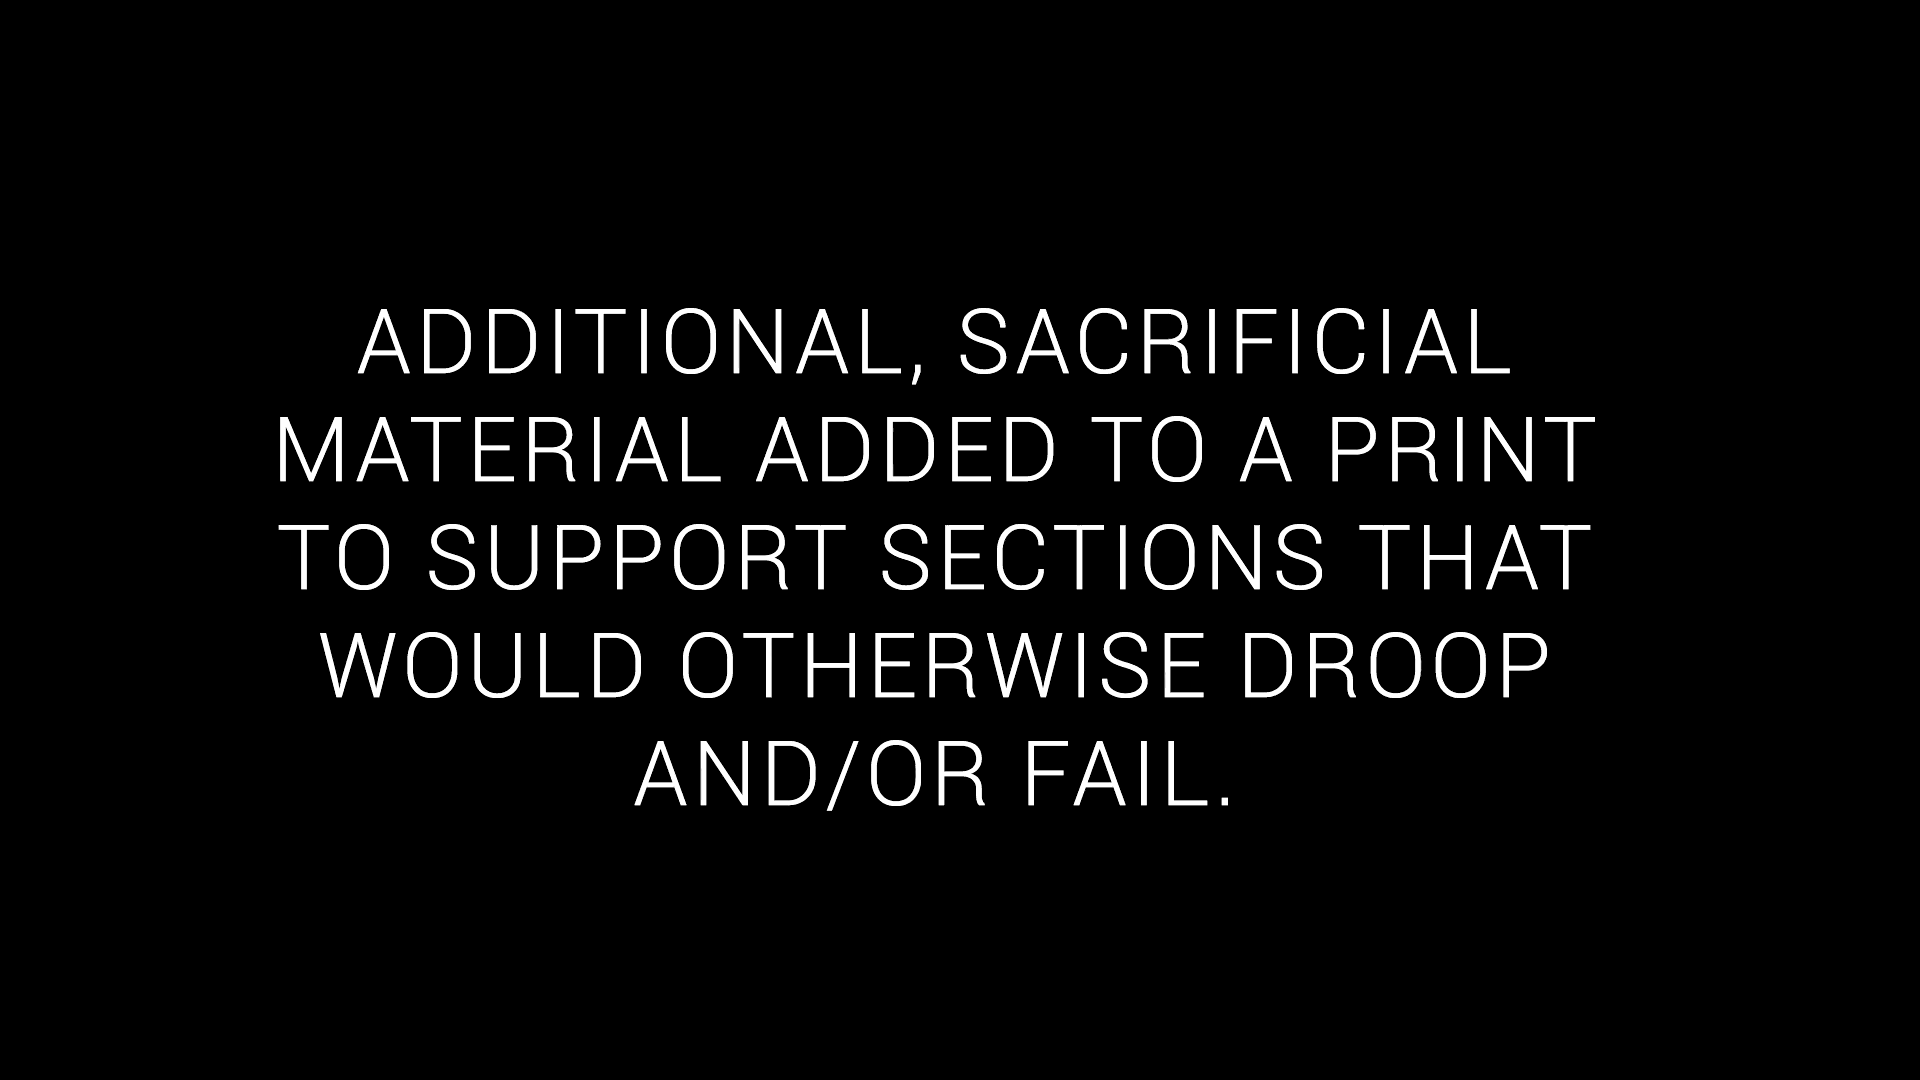 ADDITIONAL, SACRIFICIAL
MATERIAL ADDED TO A PRINT
TO SUPPORT SECTIONS THAT
WOULD OTHERWISE DROOP
AND/OR FAIL.